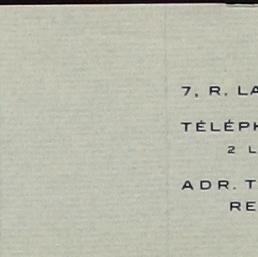 7, R. LA
TÉLÉPH
2 L
ADR. T
RE